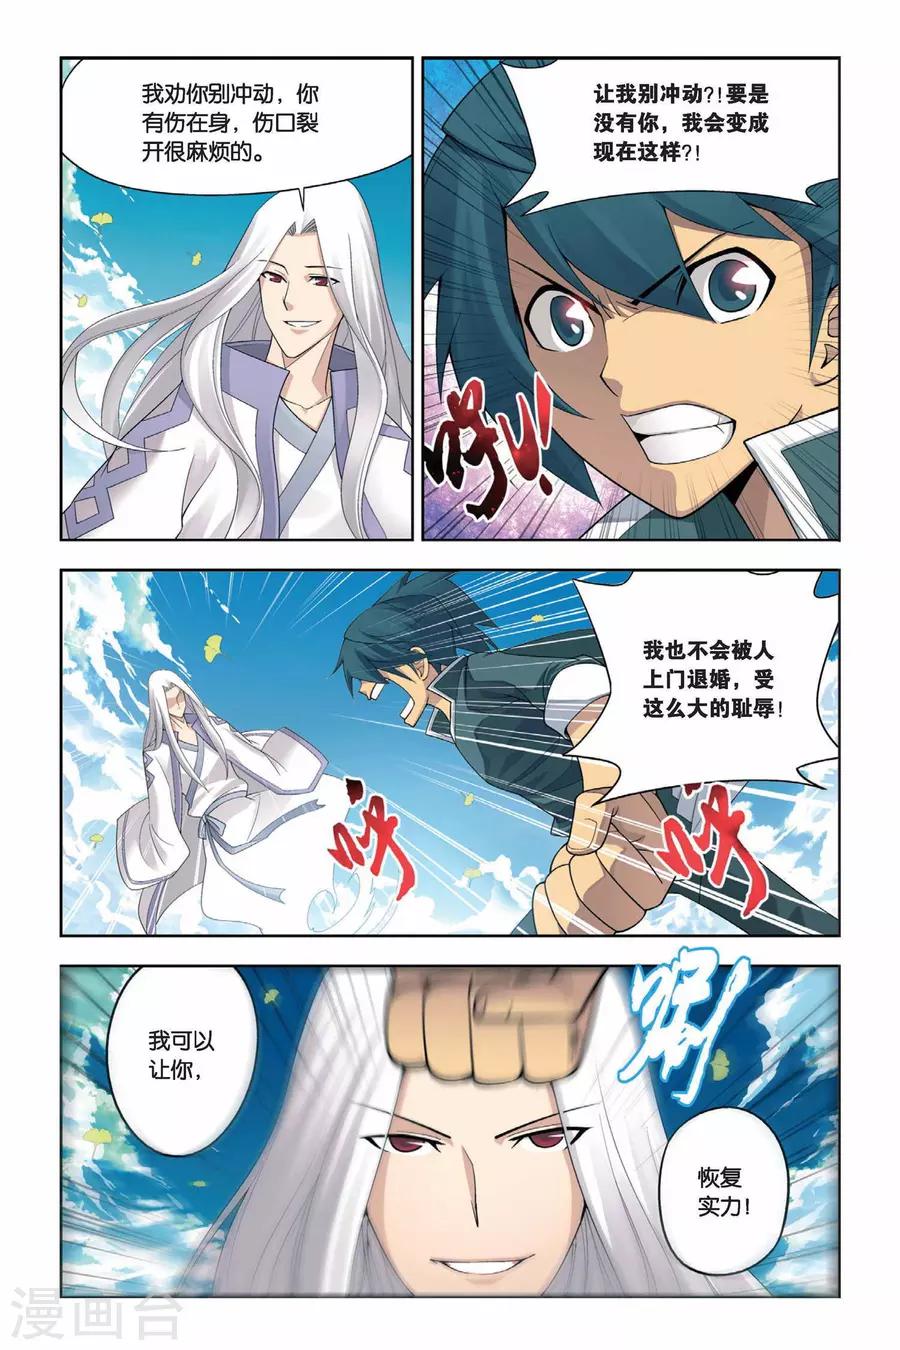 我劝你别冲动，你
有伤在身，伤口裂
开很麻烦的。
让我别冲动?!要是
没有你，我会变成
现在这样?!
呼!
我也不会被人
上门退婚，受
这么大的耻辱!
呼
呼
我可以
让你，
唰
恢复
实力!
漫画台